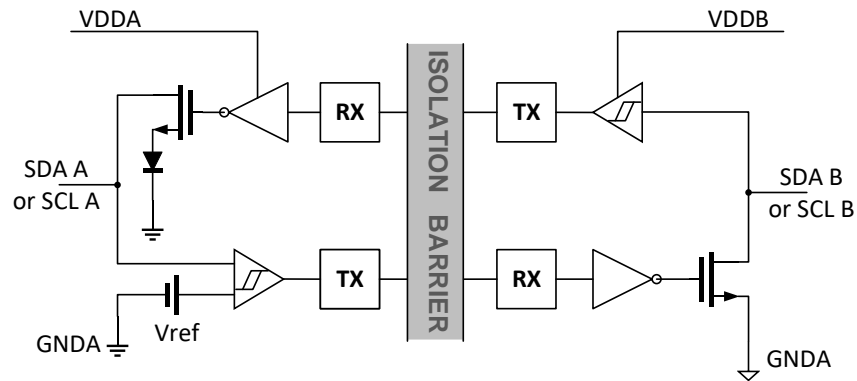 VDDA
VDDB
RX
TX
ISOLATION BARRIER
SDA A
or SCL A
SDA B
or SCL B
TX
RX
Vref
GNDA
GNDA